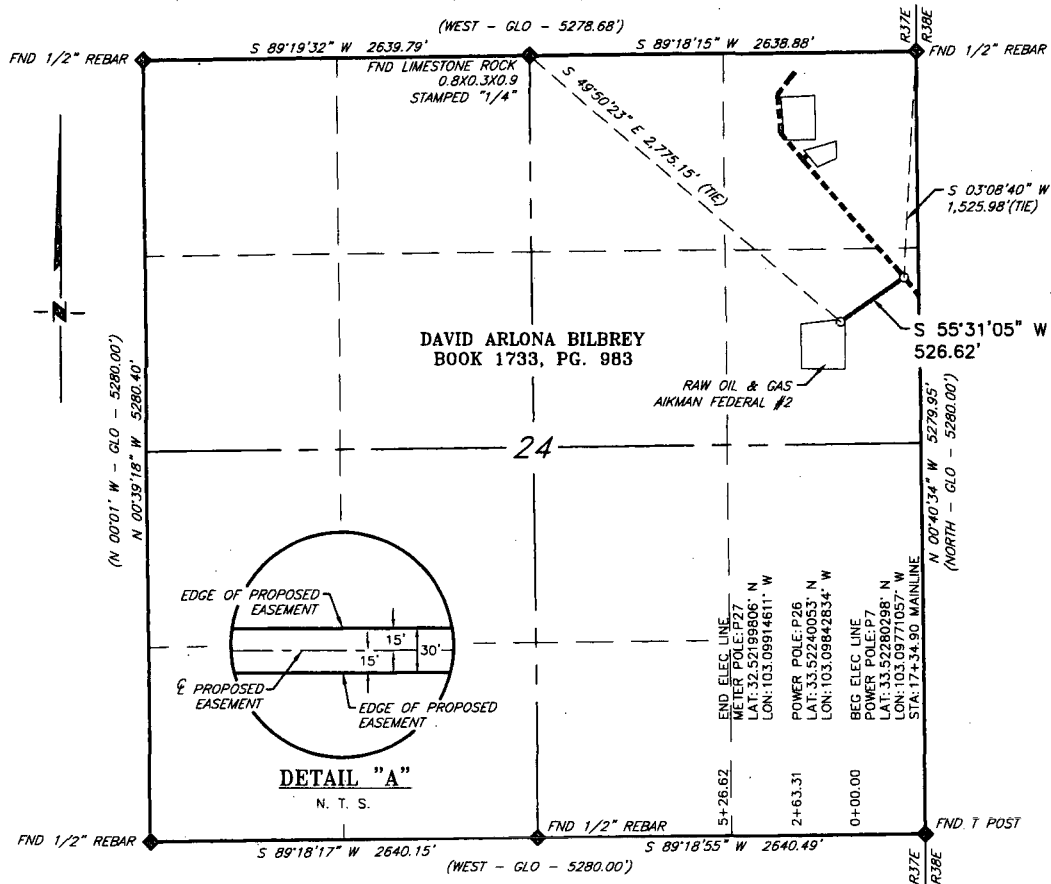 (WEST - GLO - 5278.68')
R37E
R38E
S 89°19'32" W 2639.79'
S 89°18'15" W 2638.88'
FND 1/2" REBAR
FND 1/2" REBAR
FND LIMESTONE ROCK
0.8X0.3X0.9
STAMPED "1/4"
S 49°50'23" E 2,775.15' (TIE)
S 03°08'40" W
1,525.98'(TIE)
N
DAVID ARLONA BILBREY
BOOK 1733, PG. 983
S 55°31'05" W
526.62'
RAW OIL & GAS
AIKMAN FEDERAL #2
(N 00°01' W - GLO - 5280.00')
N 00°39'18" W 5280.40'
24
N 00°40'34" W 5279.95'
(NORTH - GLO - 5280.00')
EDGE OF PROPOSED
EASEMENT
15'
15'
30'
℄ PROPOSED
EASEMENT
EDGE OF PROPOSED
EASEMENT
DETAIL "A"
N. T. S.
5+26.62
END ELEC LINE
METER POLE:P27
LAT:32.52199806° N
LON:103.09914611° W
2+63.31
POWER POLE:P26
LAT:33.52240053° N
LON:103.09842834° W
0+00.00
BEG ELEC LINE
POWER POLE:P7
LAT:33.52280298° N
LON:103.09771057° W
STA:17+34.90 MAINLINE
FND 1/2" REBAR
FND 1/2" REBAR
FND T POST
S 89°18'17" W 2640.15'
S 89°18'55" W 2640.49'
(WEST - GLO - 5280.00')
R37E
R38E